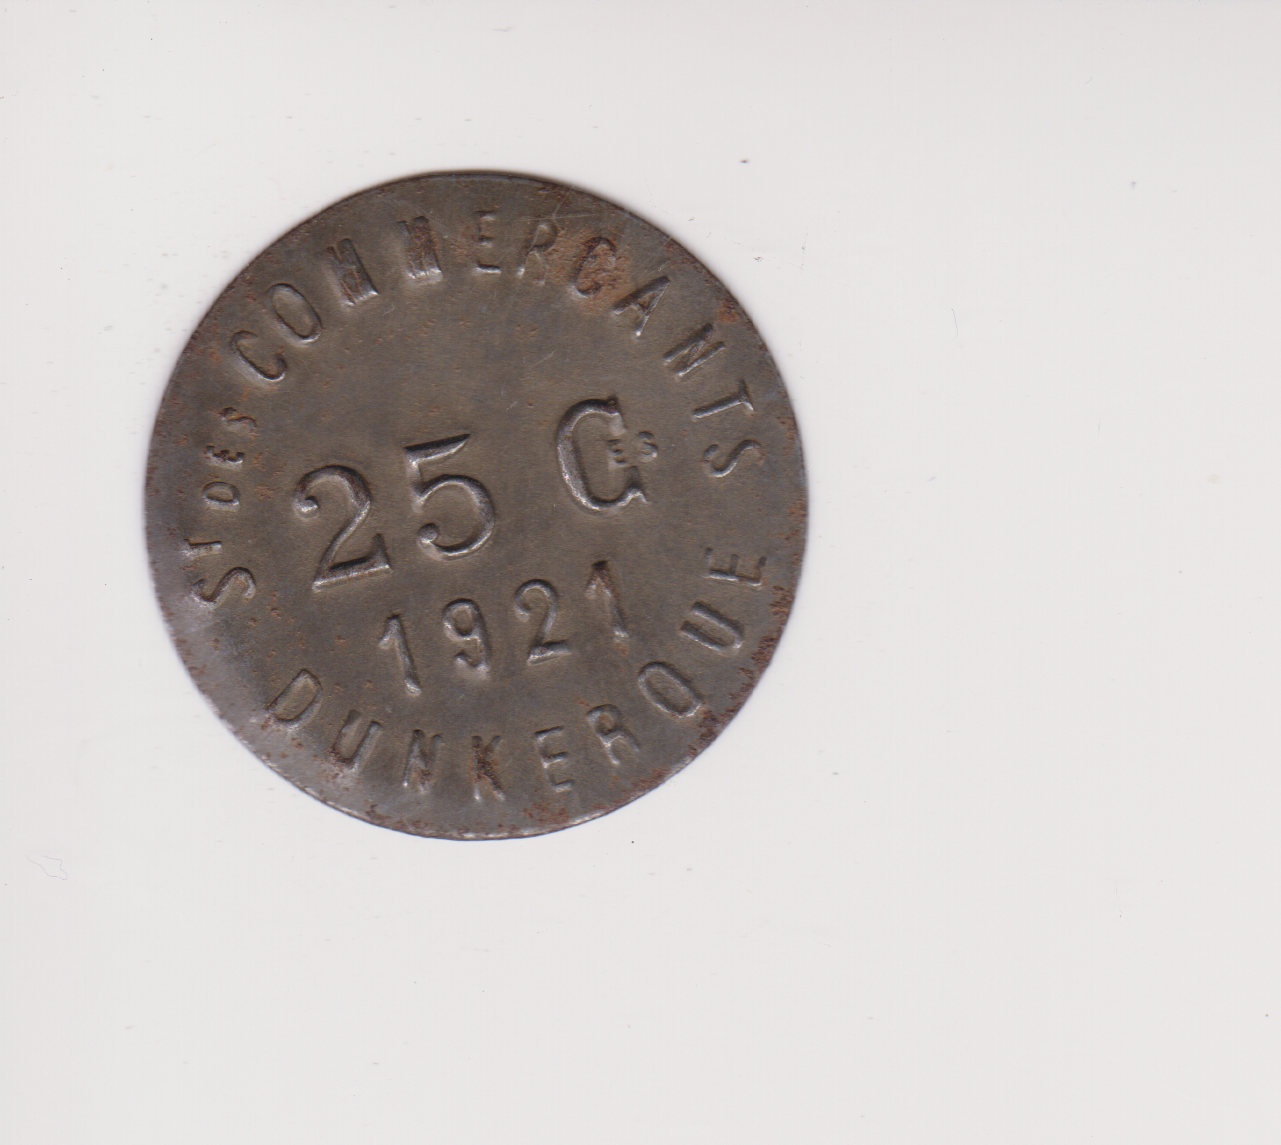 St DES COMMERCANTS
25 Ces
1921
DUNKERQUE